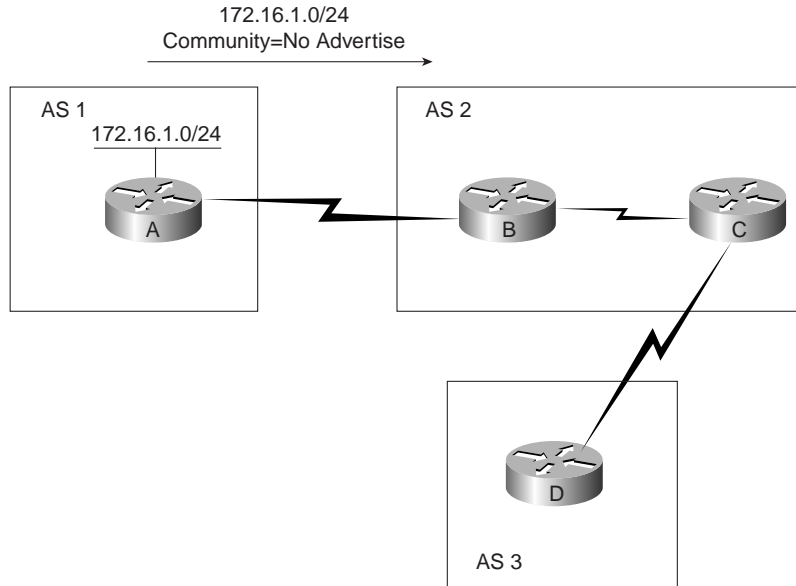 172.16.1.0/24
Community=No Advertise
AS 1
172.16.1.0/24
A
AS 2
B
C
D
AS 3